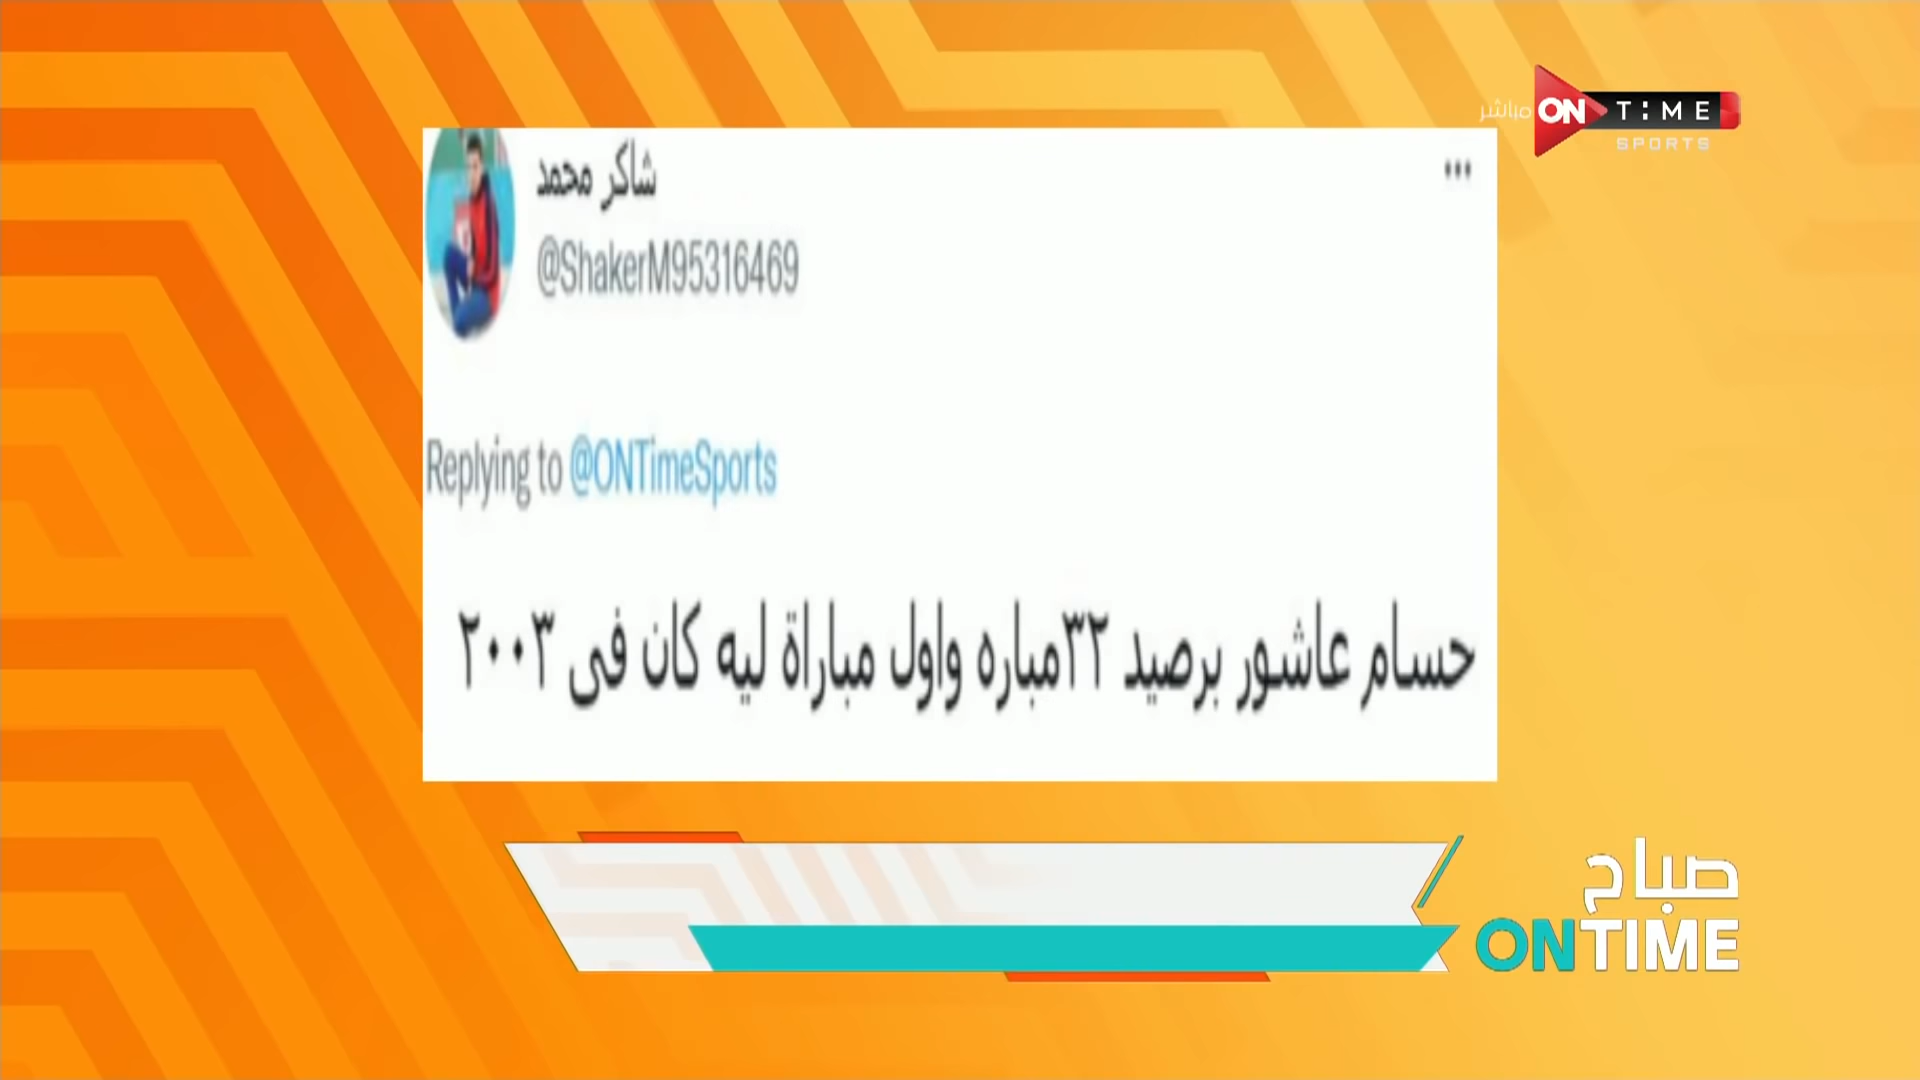 مباشر ON TIME
SPORTS
شاكر محمد
@ShakerM95316469
Replying to @ONTimeSports
حسام عاشور برصيد ٣٢مباره واول مباراة ليه كان فى ٢٠٠٣
صباح
ONTIME